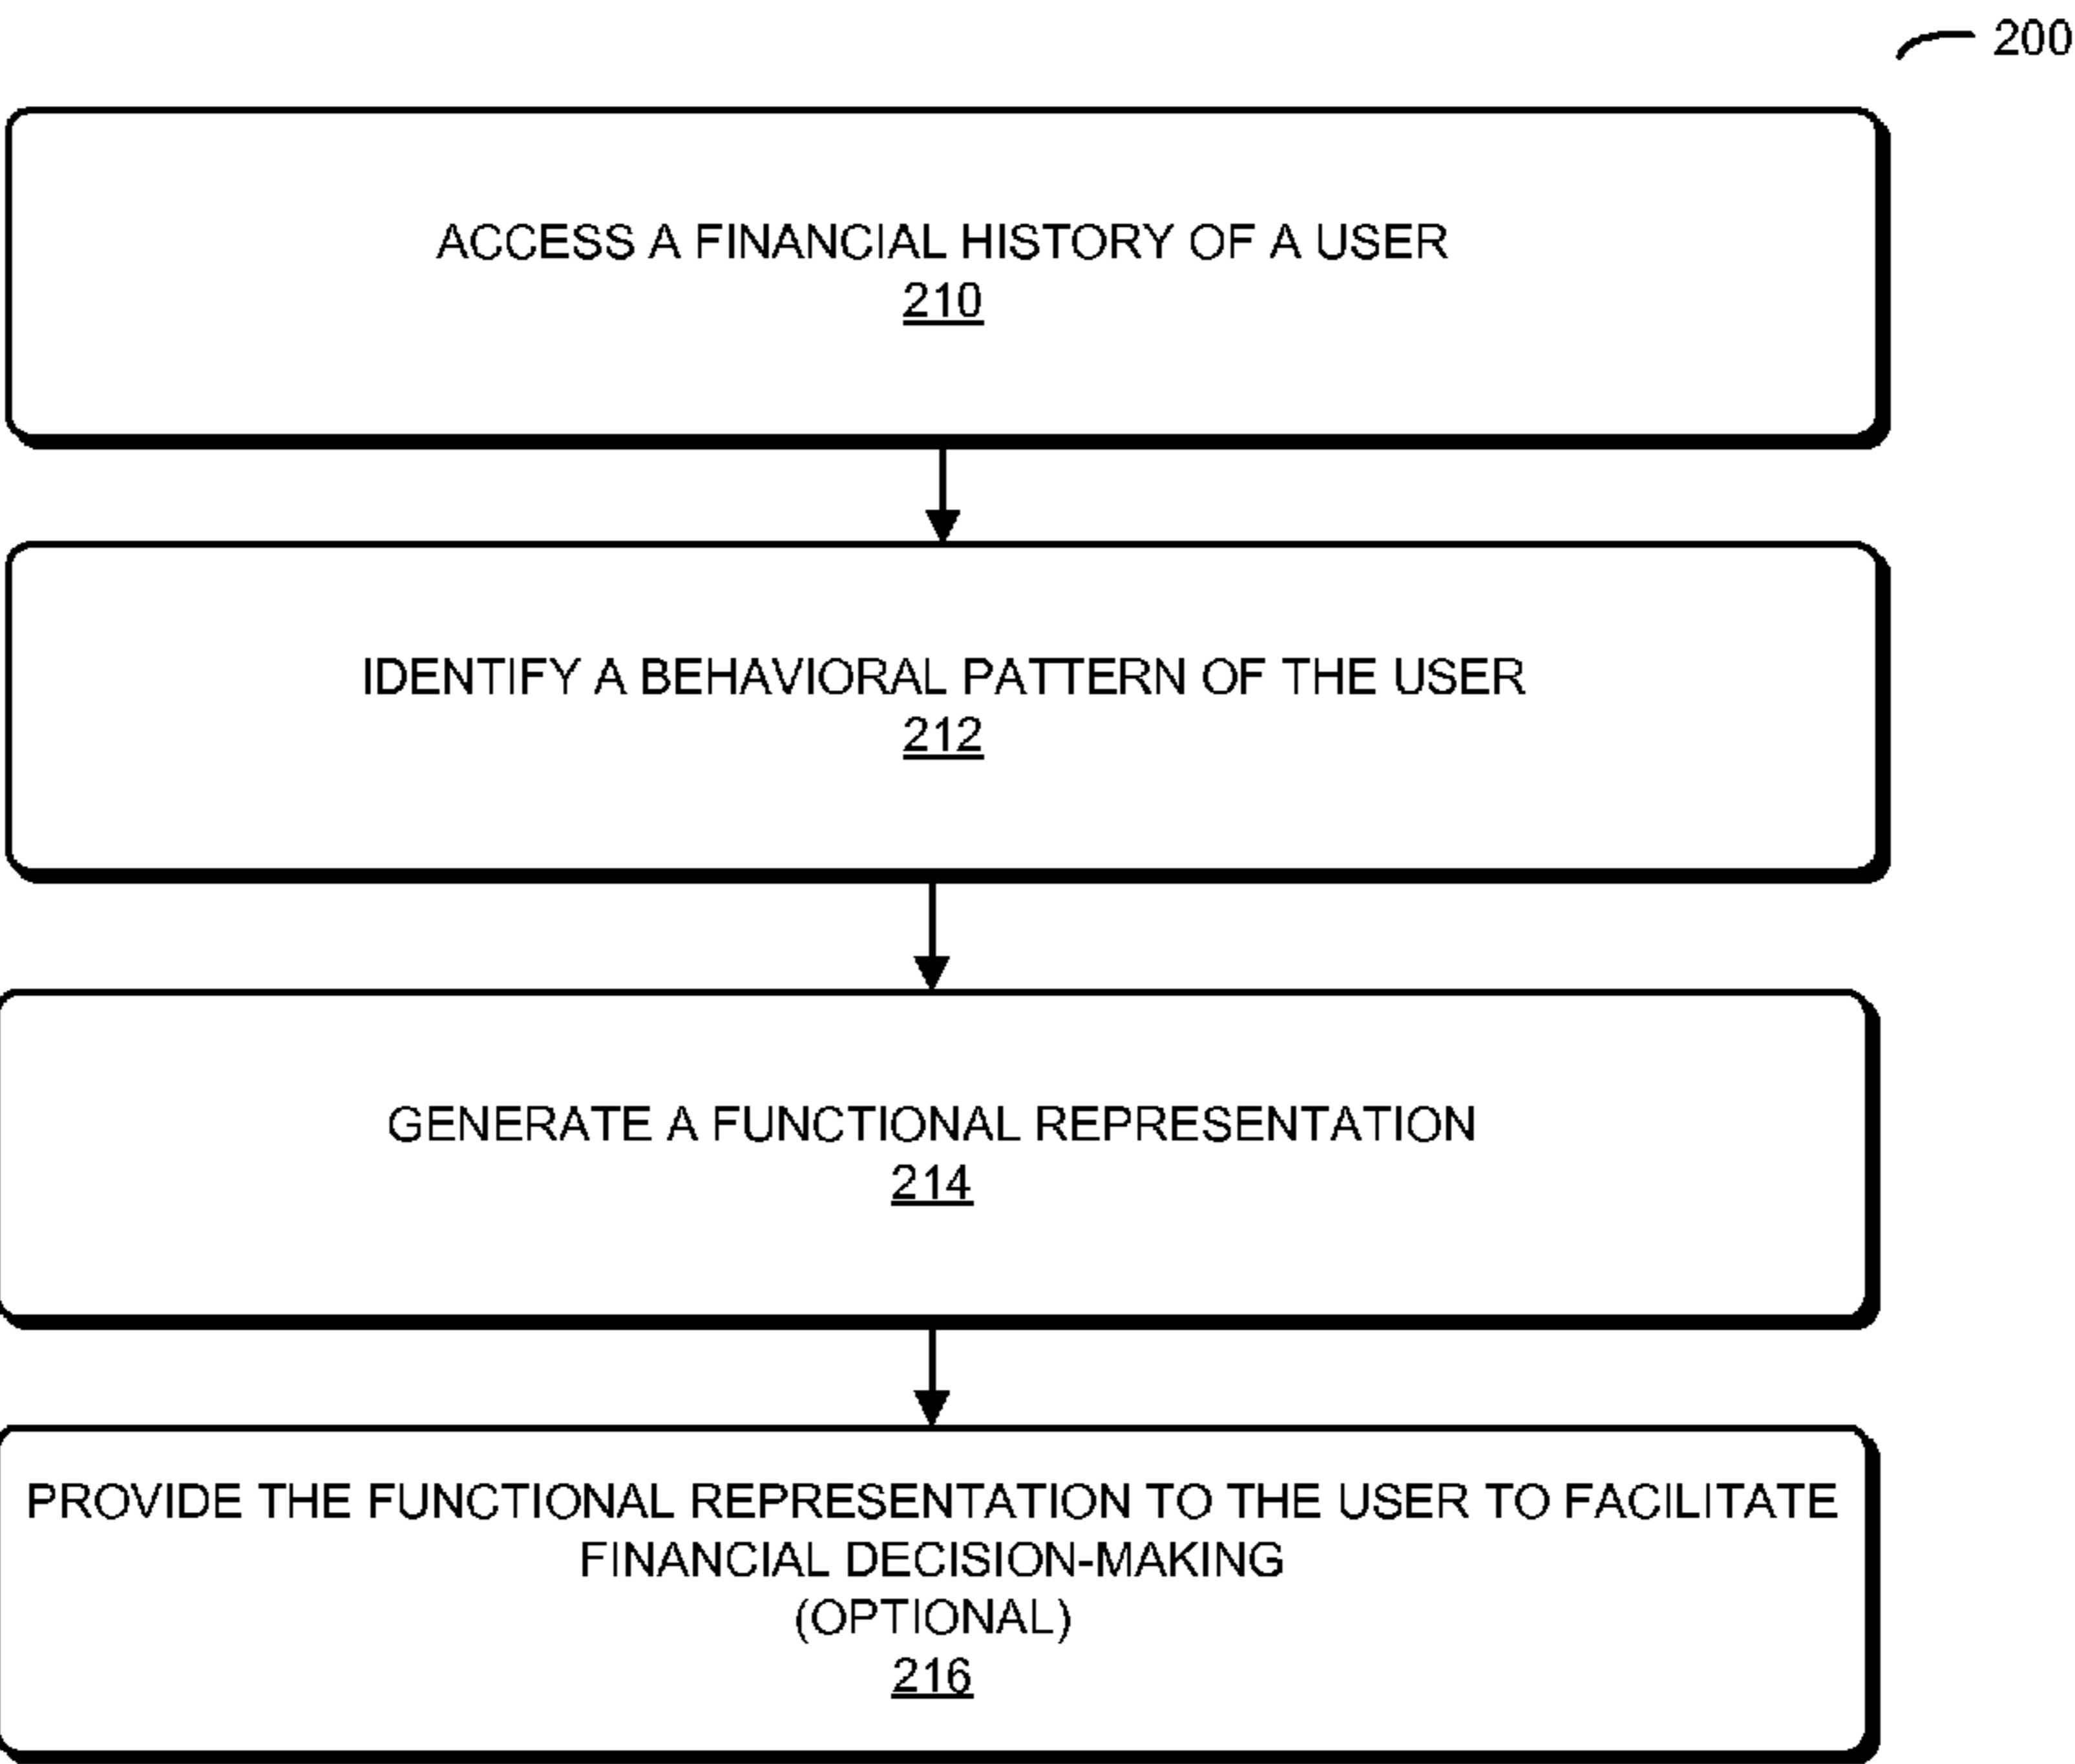 200
ACCESS A FINANCIAL HISTORY OF A USER
210
IDENTIFY A BEHAVIORAL PATTERN OF THE USER
212
GENERATE A FUNCTIONAL REPRESENTATION
214
PROVIDE THE FUNCTIONAL REPRESENTATION TO THE USER TO FACILITATE
FINANCIAL DECISION-MAKING
(OPTIONAL)
216